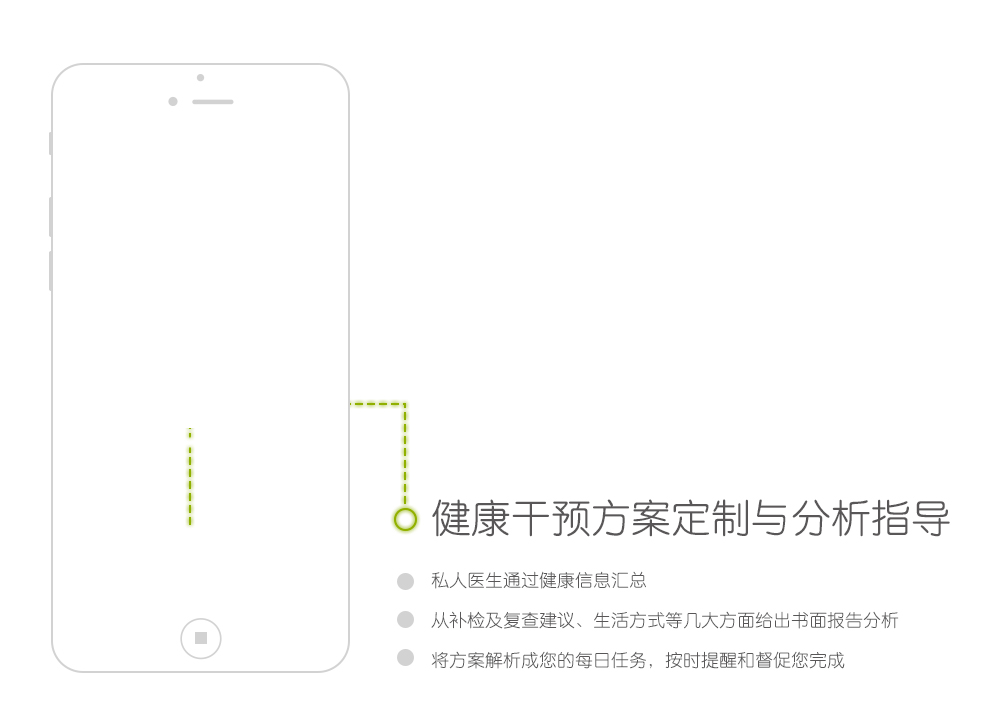 健康干预方案定制与分析指导
私人医生通过健康信息汇总
从补检及复查建议、生活方式等几大方面给出书面报告分析
将方案解析成您的每日任务，按时提醒和督促您完成